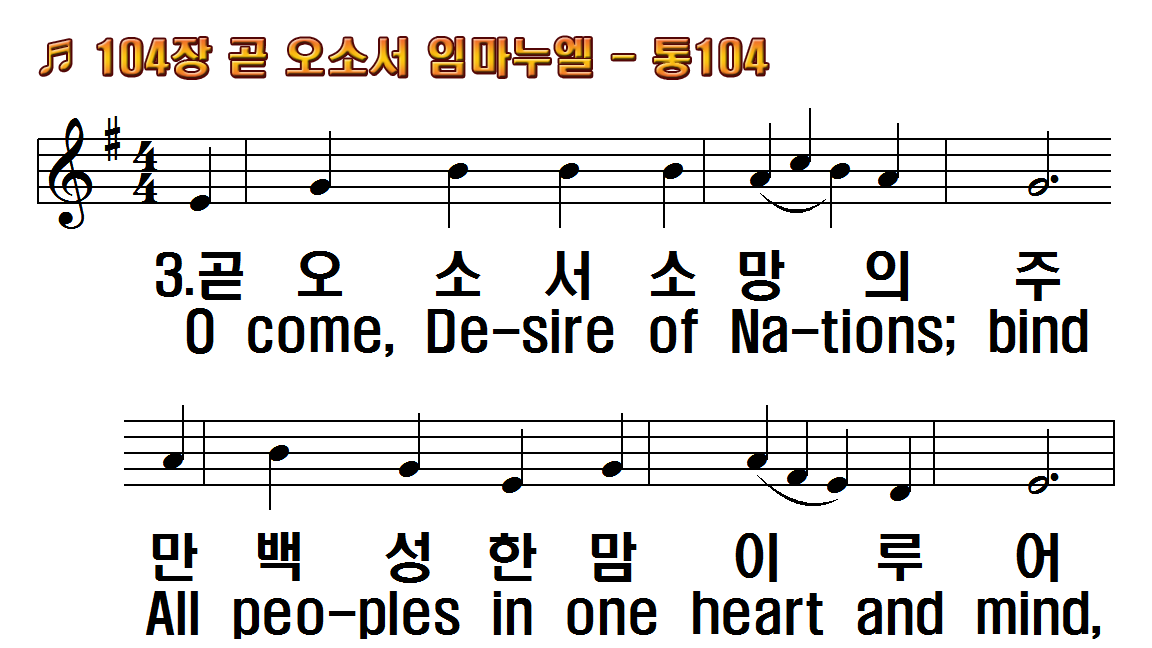 ♬ 104장 곧 오소서 임마누엘 - 통104
3.곧 오 소 서 소 망 의 주
O come, De-sire of Na-tions; bind
만 백 성 한 맘 이 루 어
All peo-ples in one heart and mind,